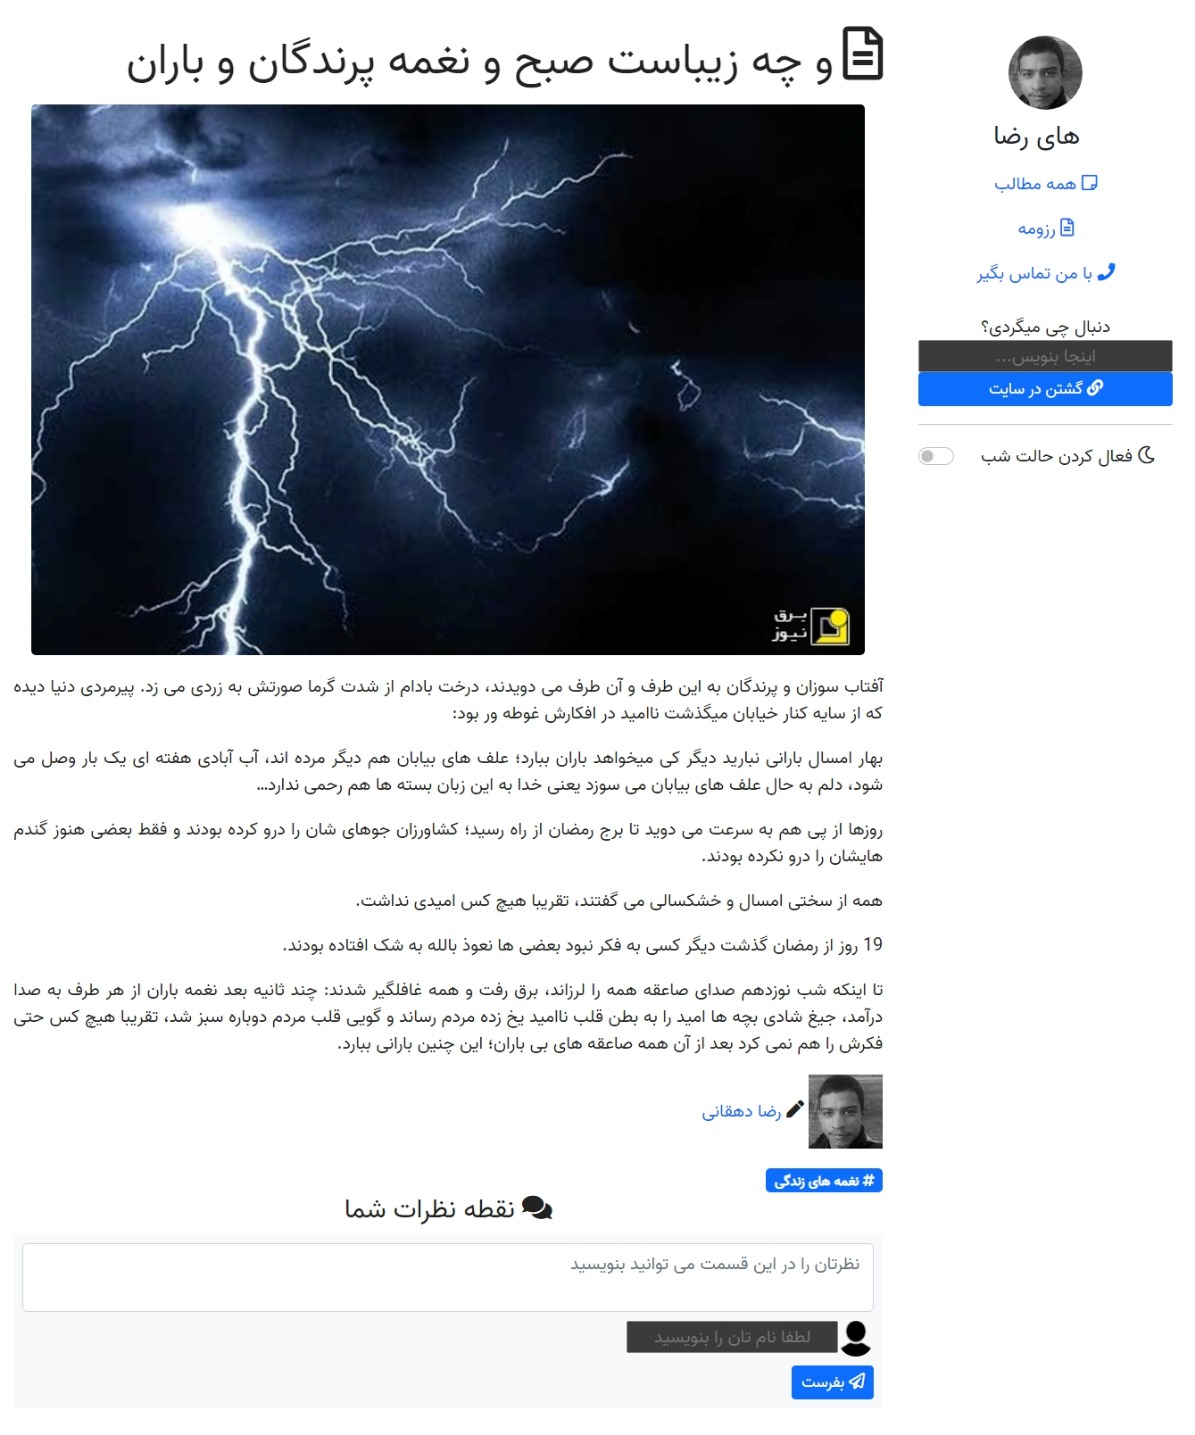 و چه زیباست صبح و نغمه پرندگان و باران
برق
نیوز
آفتاب سوزان و پرندگان به این طرف و آن طرف می دویدند، درخت بادام از شدت گرما صورتش به زردی می زد. پیرمردی دنیا دیده
که از سایه کنار خیابان میگذشت ناامید در افکارش غوطه ور بود:
بهار امسال بارانی نبارید دیگر کی میخواهد باران ببارد؛ علف های بیابان هم دیگر مرده اند، آب آبادی هفته ای یک بار وصل می
شود، دلم به حال علف های بیابان می سوزد یعنی خدا به این زبان بسته ها هم رحمی ندارد...
روزها از پی هم به سرعت می دوید تا برج رمضان از راه رسید؛ کشاورزان جوهای شان را درو کرده بودند و فقط بعضی هنوز گندم
هایشان را درو نکرده بودند.
همه از سختی امسال و خشکسالی می گفتند، تقریبا هیچ کس امیدی نداشت.
19 روز از رمضان گذشت دیگر کسی به فکر نبود بعضی ها نعوذ بالله به شک افتاده بودند.
تا اینکه شب نوزدهم صدای صاعقه همه را لرزاند، برق رفت و همه غافلگیر شدند: چند ثانیه بعد نغمه باران از هر طرف به صدا
درآمد، جیغ شادی بچه ها امید را به بطن قلب ناامید یخ زده مردم رساند و گویی قلب مردم دوباره سبز شد، تقریبا هیچ کس حتی
فکرش را هم نمی کرد بعد از آن همه صاعقه های بی باران؛ این چنین بارانی ببارد.
رضا دهقانی
# نغمه های زندگی
نقطه نظرات شما
نظرتان را در این قسمت می توانید بنویسید
لطفا نام تان را بنویسید
بفرست
های رضا
همه مطالب
رزومه
با من تماس بگیر
دنبال چی میگردی؟
اینجا بنویس...
گشتن در سایت
فعال کردن حالت شب